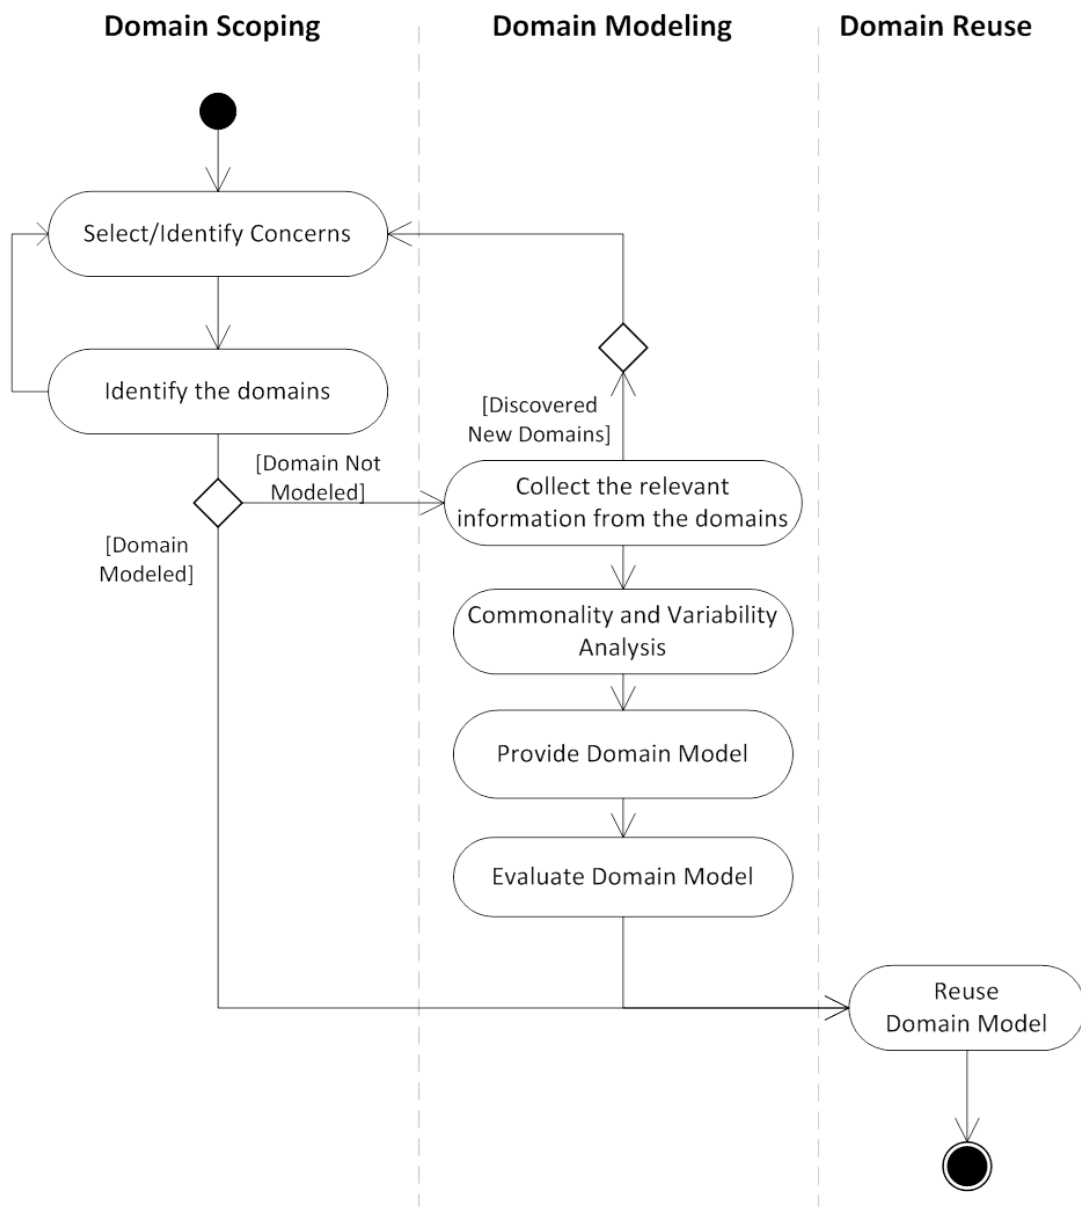 Domain Scoping
Domain Modeling
Domain Reuse
Select/Identify Concerns
Identify the domains
[Discovered
New Domains]
[Domain Not
Modeled]
Collect the relevant
information from the domains
[Domain
Modeled]
Commonality and Variability
Analysis
Provide Domain Model
Evaluate Domain Model
Reuse
Domain Model